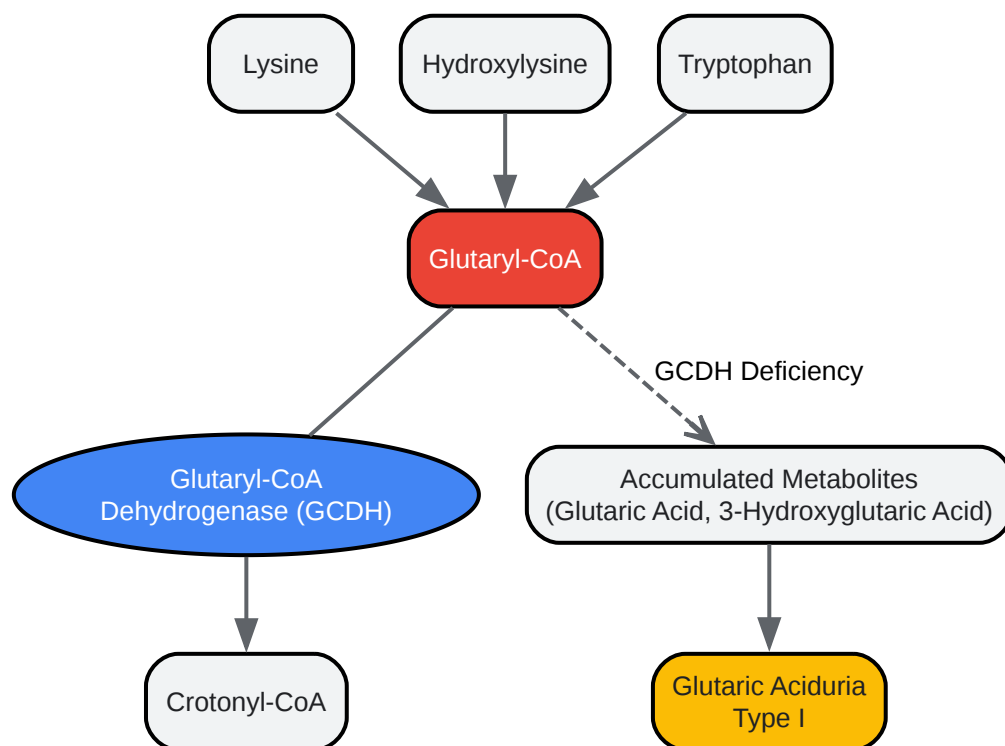 Lysine
Hydroxylysine
Tryptophan
Glutaryl-CoA
GCDH Deficiency
Glutaryl-CoA
Dehydrogenase (GCDH)
Accumulated Metabolites
(Glutaric Acid, 3-Hydroxyglutaric Acid)
Crotonyl-CoA
Glutaric Aciduria
Type I